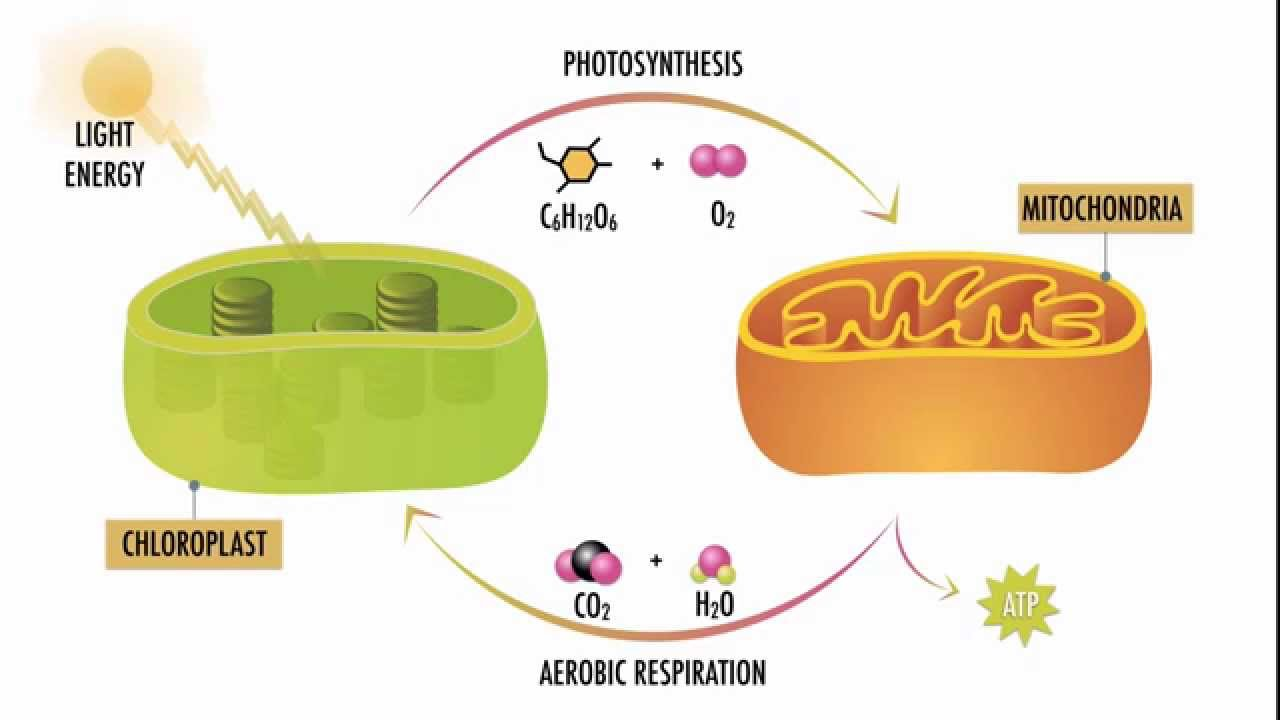 PHOTOSYNTHESIS
LIGHT
ENERGY
+
C₆H₁₂O₆
O₂
MITOCHONDRIA
CHLOROPLAST
+
CO₂
H₂O
ATP
AEROBIC RESPIRATION